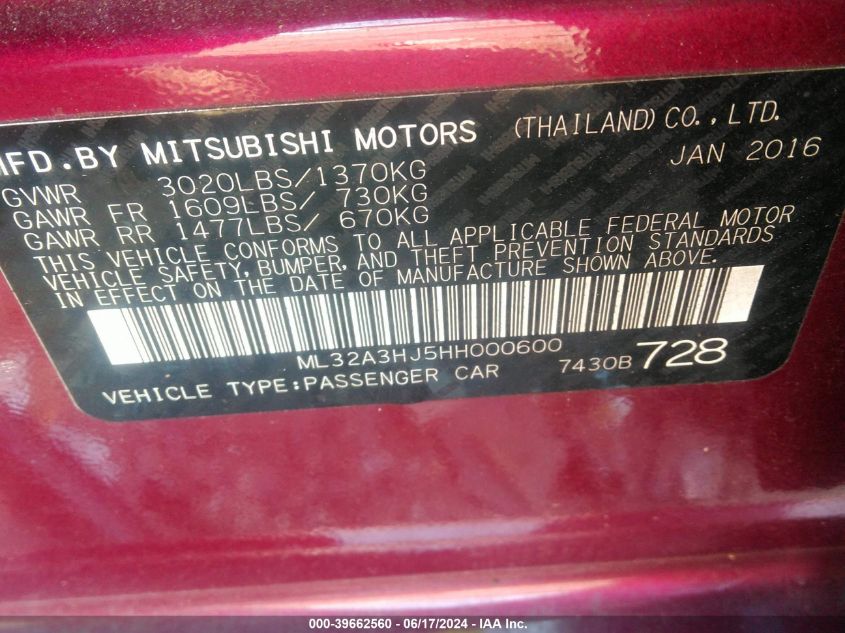 MFD.BY MITSUBISHI MOTORS (THAILAND) CO.,LTD.
JAN 2016
GVWR 3020LBS/1370KG
GAWR FR 1609LBS/ 730KG
GAWR RR 1477LBS/ 670KG
THIS VEHICLE CONFORMS TO ALL APPLICABLE FEDERAL MOTOR
VEHICLE SAFETY, BUMPER, AND THEFT PREVENTION STANDARDS
IN EFFECT ON THE DATE OF MANUFACTURE SHOWN ABOVE.
ML32A3HJ5HH000600
VEHICLE TYPE:PASSENGER CAR 7430B 728
000-39662560 - 06/17/2024 - IAA Inc.